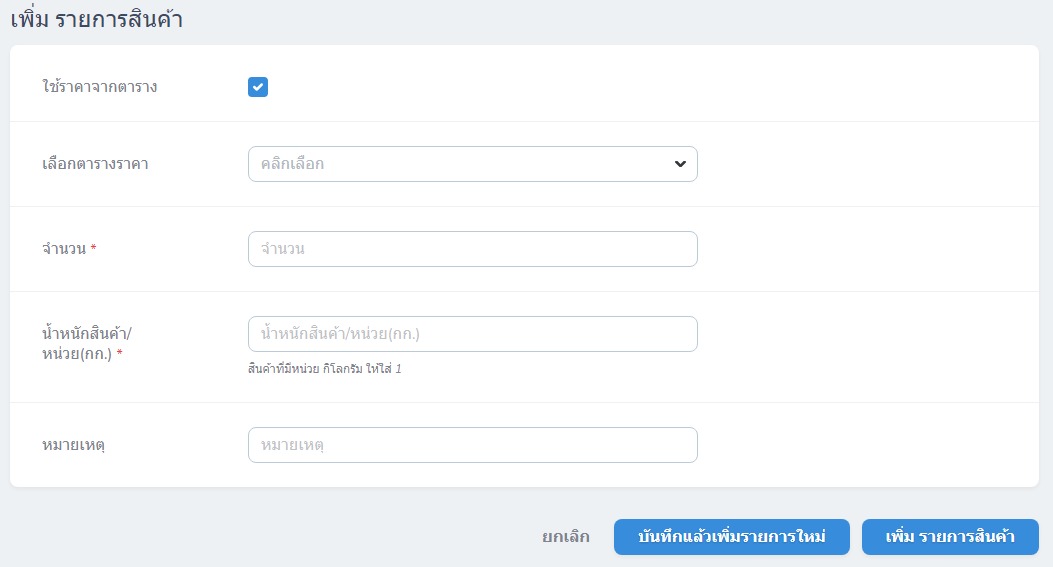 เพิ่ม รายการสินค้า
ใช้ราคาจากตาราง
เลือกตารางราคา
คลิกเลือก
จำนวน *
จำนวน
น้ำหนักสินค้า/
หน่วย(กก.) *
น้ำหนักสินค้า/หน่วย(กก.)
สินค้าที่มีหน่วย กิโลกรัม ให้ใส่ 1
หมายเหตุ
หมายเหตุ
ยกเลิก
บันทึกแล้วเพิ่มรายการใหม่
เพิ่ม รายการสินค้า